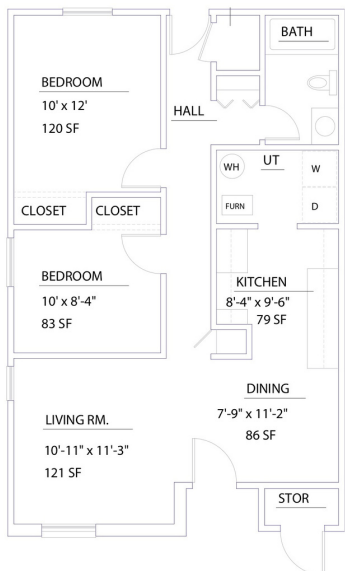 BATH
BEDROOM
10' x 12'
120 SF
HALL
UT
WH
W
FURN
D
CLOSET
CLOSET
BEDROOM
10' x 8'-4"
83 SF
KITCHEN
8'-4" x 9'-6"
79 SF
DINING
7'-9" x 11'-2"
86 SF
LIVING RM.
10'-11" x 11'-3"
121 SF
STOR